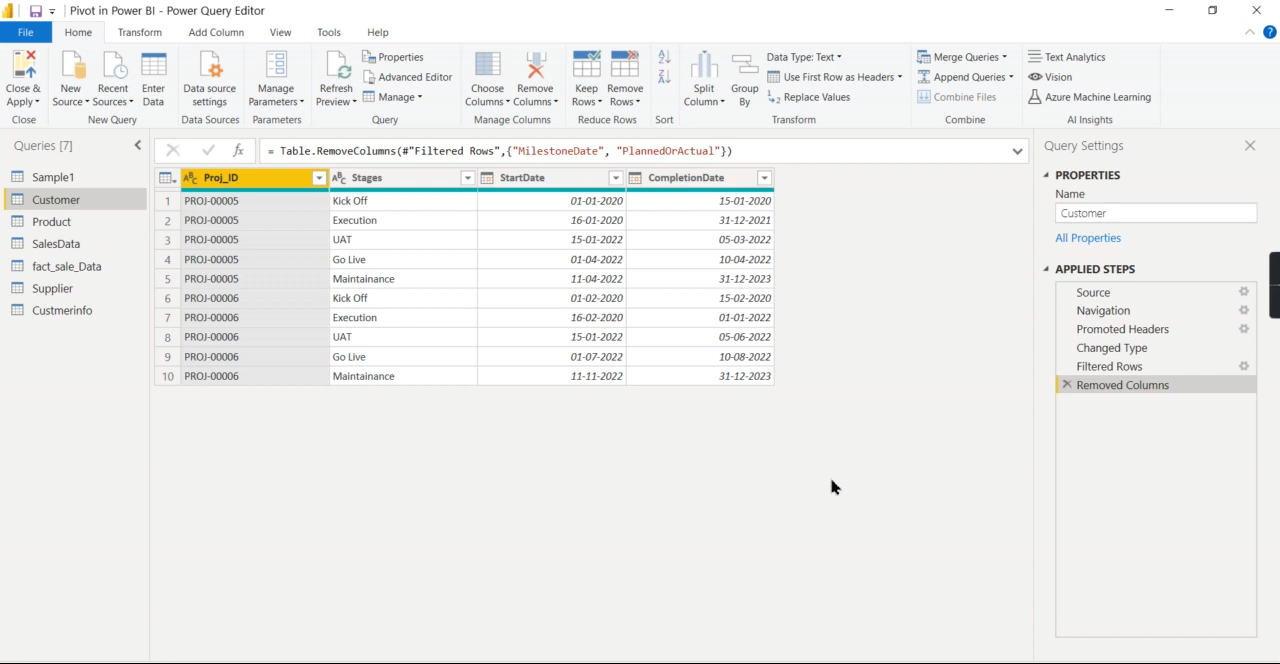 Pivot in Power BI - Power Query Editor
File Home Transform Add Column View Tools Help
Close & Apply
Close
New Source
Recent Sources
Enter Data
New Query
Data source settings
Data Sources
Manage Parameters
Parameters
Refresh Preview
Properties
Advanced Editor
Manage
Query
Choose Columns
Remove Columns
Manage Columns
Keep Rows
Remove Rows
Reduce Rows
Sort
Split Column
Group By
Data Type: Text
Use First Row as Headers
Replace Values
Transform
Merge Queries
Append Queries
Combine Files
Combine
Text Analytics
Vision
Azure Machine Learning
AI Insights
Queries [7]
Sample1
Customer
Product
SalesData
fact_sale_Data
Supplier
Custmerinfo
fx = Table.RemoveColumns(#"Filtered Rows",{"MilestoneDate", "PlannedOrActual"})
ABC Proj_ID ABC Stages StartDate CompletionDate
1 PROJ-00005 Kick Off 01-01-2020 15-01-2020
2 PROJ-00005 Execution 16-01-2020 31-12-2021
3 PROJ-00005 UAT 15-01-2022 05-03-2022
4 PROJ-00005 Go Live 01-04-2022 10-04-2022
5 PROJ-00005 Maintainance 11-04-2022 31-12-2023
6 PROJ-00006 Kick Off 01-02-2020 15-02-2020
7 PROJ-00006 Execution 16-02-2020 01-01-2022
8 PROJ-00006 UAT 15-01-2022 05-06-2022
9 PROJ-00006 Go Live 01-07-2022 10-08-2022
10 PROJ-00006 Maintainance 11-11-2022 31-12-2023
Query Settings
PROPERTIES
Name
Customer
All Properties
APPLIED STEPS
Source
Navigation
Promoted Headers
Changed Type
Filtered Rows
Removed Columns